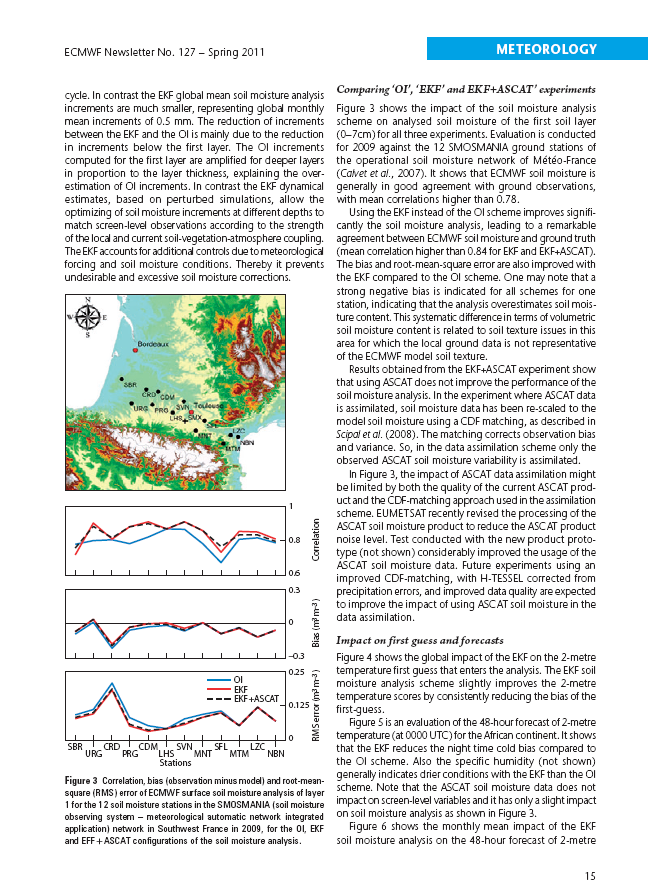 ECMWF Newsletter No. 127 – Spring 2011
METEOROLOGY
cycle. In contrast the EKF global mean soil moisture analysis
increments are much smaller, representing global monthly
mean increments of 0.5 mm. The reduction of increments
between the EKF and the OI is mainly due to the reduction
in increments below the first layer. The OI increments
computed for the first layer are amplified for deeper layers
in proportion to the layer thickness, explaining the over-
estimation of OI increments. In contrast the EKF dynamical
estimates, based on perturbed simulations, allow the
optimizing of soil moisture increments at different depths to
match screen-level observations according to the strength
of the local and current soil-vegetation-atmosphere coupling.
The EKF accounts for additional controls due to meteorological
forcing and soil moisture conditions. Thereby it prevents
undesirable and excessive soil moisture corrections.
N
W E
S
Bordeaux
SBR
CRD
CDM
URG
PRG
SVN
Toulouse
LHS
SMX
SFL
MNT
LZC
NBN
MTM
1
0.8
0.6
Correlation
0.3
0
–0.3
Bias (m³m⁻³)
0.25
0.125
0
RMS error (m³m⁻³)
OI
EKF
EKF+ASCAT
SBR CRD CDM SVN SFL LZC
URG PRG LHS MNT MTM NBN
Stations
Figure 3 Correlation, bias (observation minus model) and root-mean-
square (RMS) error of ECMWF surface soil moisture analysis of layer
1 for the 12 soil moisture stations in the SMOSMANIA (soil moisture
observing system – meteorological automatic network integrated
application) network in Southwest France in 2009, for the OI, EKF
and EFF + ASCAT configurations of the soil moisture analysis.
Comparing ‘OI’, ‘EKF’ and EKF+ASCAT’ experiments
Figure 3 shows the impact of the soil moisture analysis
scheme on analysed soil moisture of the first soil layer
(0–7cm) for all three experiments. Evaluation is conducted
for 2009 against the 12 SMOSMANIA ground stations of
the operational soil moisture network of Météo-France
(Calvet et al., 2007). It shows that ECMWF soil moisture is
generally in good agreement with ground observations,
with mean correlations higher than 0.78.
Using the EKF instead of the OI scheme improves signifi-
cantly the soil moisture analysis, leading to a remarkable
agreement between ECMWF soil moisture and ground truth
(mean correlation higher than 0.84 for EKF and EKF+ASCAT).
The bias and root-mean-square error are also improved with
the EKF compared to the OI scheme. One may note that a
strong negative bias is indicated for all schemes for one
station, indicating that the analysis overestimates soil mois-
ture content. This systematic difference in terms of volumetric
soil moisture content is related to soil texture issues in this
area for which the local ground data is not representative
of the ECMWF model soil texture.
Results obtained from the EKF+ASCAT experiment show
that using ASCAT does not improve the performance of the
soil moisture analysis. In the experiment where ASCAT data
is assimilated, soil moisture data has been re-scaled to the
model soil moisture using a CDF matching, as described in
Scipal et al. (2008). The matching corrects observation bias
and variance. So, in the data assimilation scheme only the
observed ASCAT soil moisture variability is assimilated.
In Figure 3, the impact of ASCAT data assimilation might
be limited by both the quality of the current ASCAT prod-
uct and the CDF-matching approach used in the assimilation
scheme. EUMETSAT recently revised the processing of the
ASCAT soil moisture product to reduce the ASCAT product
noise level. Test conducted with the new product proto-
type (not shown) considerably improved the usage of the
ASCAT soil moisture data. Future experiments using an
improved CDF-matching, with H-TESSEL corrected from
precipitation errors, and improved data quality are expected
to improve the impact of using ASCAT soil moisture in the
data assimilation.
Impact on first guess and forecasts
Figure 4 shows the global impact of the EKF on the 2-metre
temperature first guess that enters the analysis. The EKF soil
moisture analysis scheme slightly improves the 2-metre
temperature scores by consistently reducing the bias of the
first-guess.
Figure 5 is an evaluation of the 48-hour forecast of 2-metre
temperature (at 0000 UTC) for the African continent. It shows
that the EKF reduces the night time cold bias compared to
the OI scheme. Also the specific humidity (not shown)
generally indicates drier conditions with the EKF than the OI
scheme. Note that the ASCAT soil moisture data does not
impact on screen-level variables and it has only a slight impact
on soil moisture analysis as shown in Figure 3.
Figure 6 shows the monthly mean impact of the EKF
soil moisture analysis on the 48-hour forecast of 2-metre
15